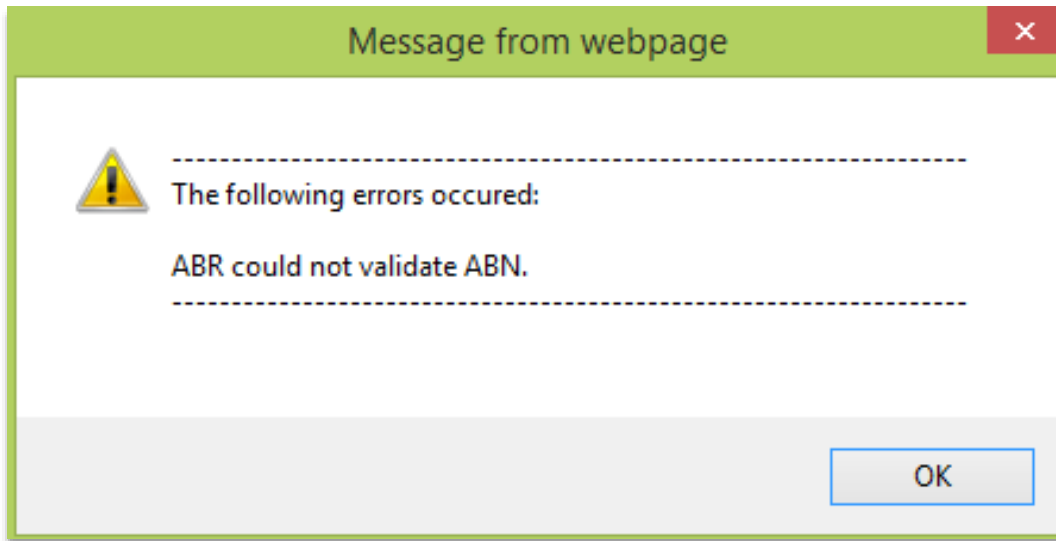 Message from webpage
---------------------------------------------------------------------
The following errors occured:
ABR could not validate ABN.
---------------------------------------------------------------------
OK